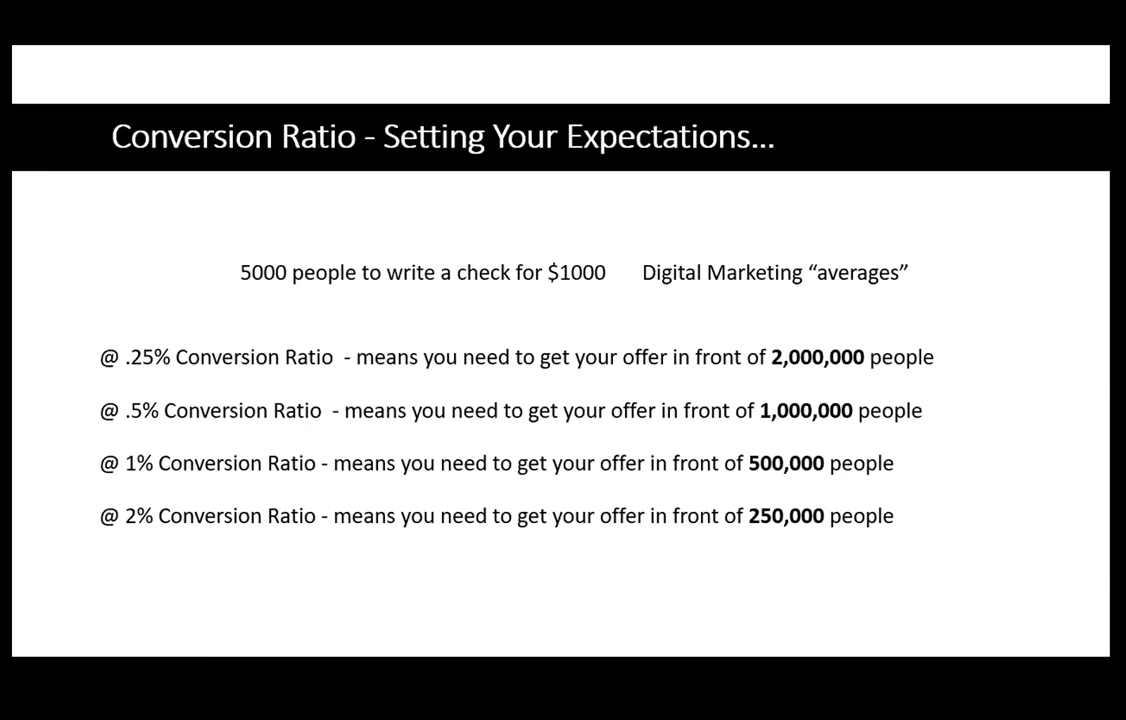 Conversion Ratio - Setting Your Expectations...
5000 people to write a check for $1000 Digital Marketing “averages”
@ .25% Conversion Ratio - means you need to get your offer in front of 2,000,000 people
@ .5% Conversion Ratio - means you need to get your offer in front of 1,000,000 people
@ 1% Conversion Ratio - means you need to get your offer in front of 500,000 people
@ 2% Conversion Ratio - means you need to get your offer in front of 250,000 people